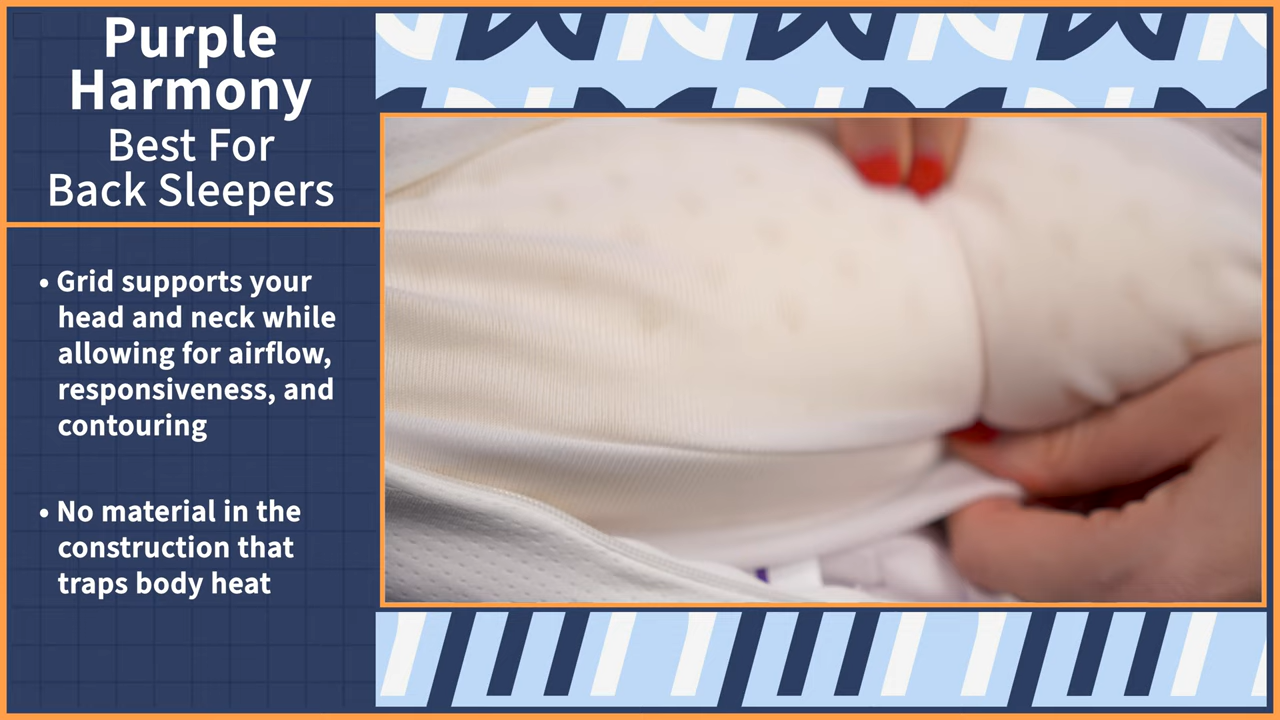 Purple
Harmony
Best For
Back Sleepers
• Grid supports your
head and neck while
allowing for airflow,
responsiveness, and
contouring
• No material in the
construction that
traps body heat